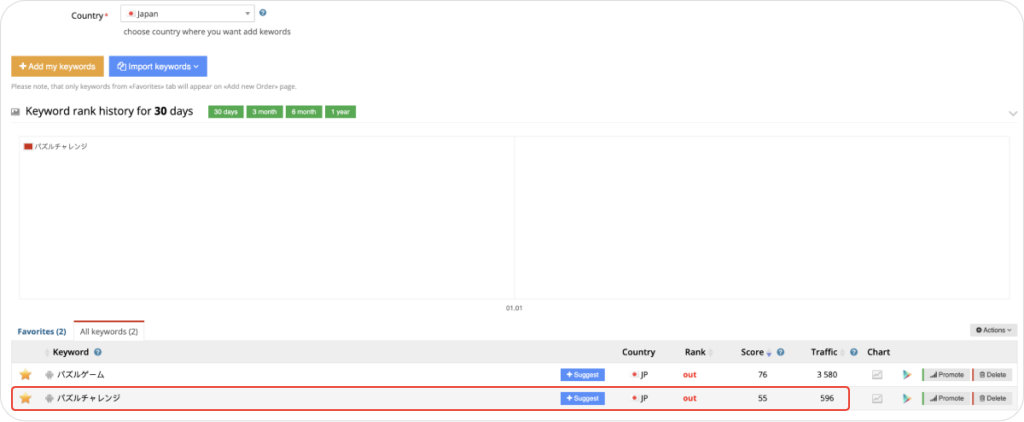 Country* Japan
choose country where you want add kewords
Add my keywords Import keywords
Please note, that only keywords from «Favorites» tab will appear on «Add new Order» page.
Keyword rank history for 30 days 30 days 3 month 6 month 1 year
パズルチャレンジ
01.01
Favorites (2) All keywords (2) Actions
Keyword Country Rank Score Traffic Chart
パズルゲーム Suggest JP out 76 3 580 Promote Delete
パズルチャレンジ Suggest JP out 55 596 Promote Delete